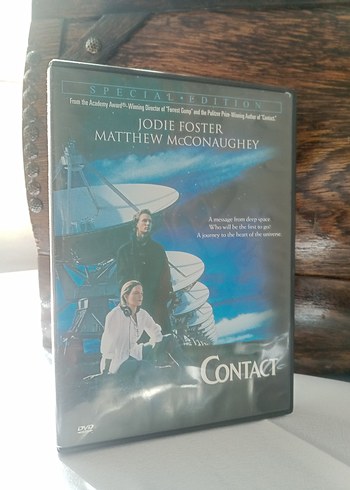 SPECIAL • EDITION
From the Academy Award®-Winning Director of "Forrest Gump" and the Pulitzer Prize-Winning Author of "Contact."
JODIE FOSTER
MATTHEW McCONAUGHEY
A message from deep space.
Who will be the first to go?
A journey to the heart of the universe.
CONTACT
DVD